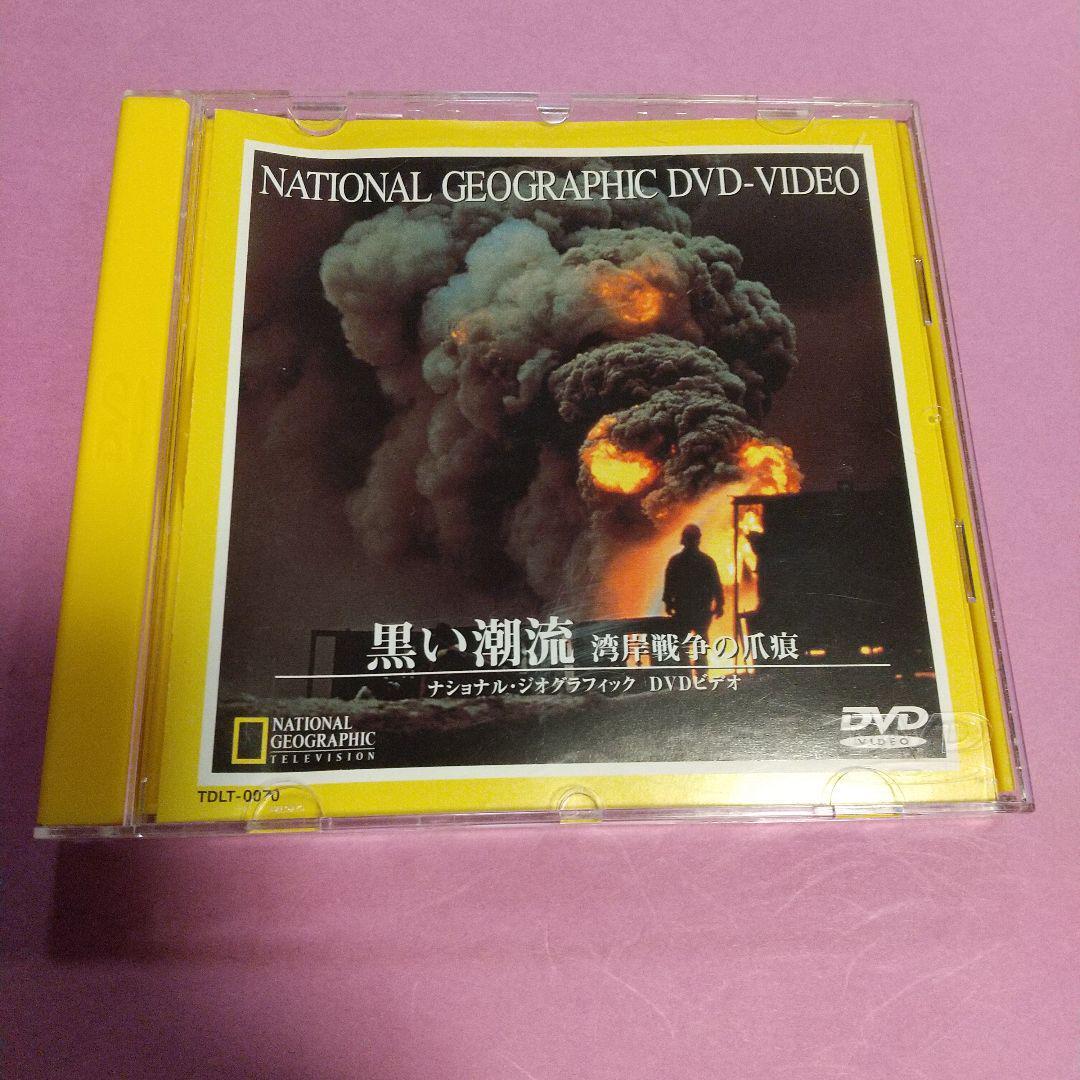 NATIONAL GEOGRAPHIC DVD-VIDEO
黒い潮流 湾岸戦争の爪痕
ナショナル・ジオグラフィック DVDビデオ
NATIONAL
GEOGRAPHIC
TELEVISION
DVD
VIDEO
TDLT-0070